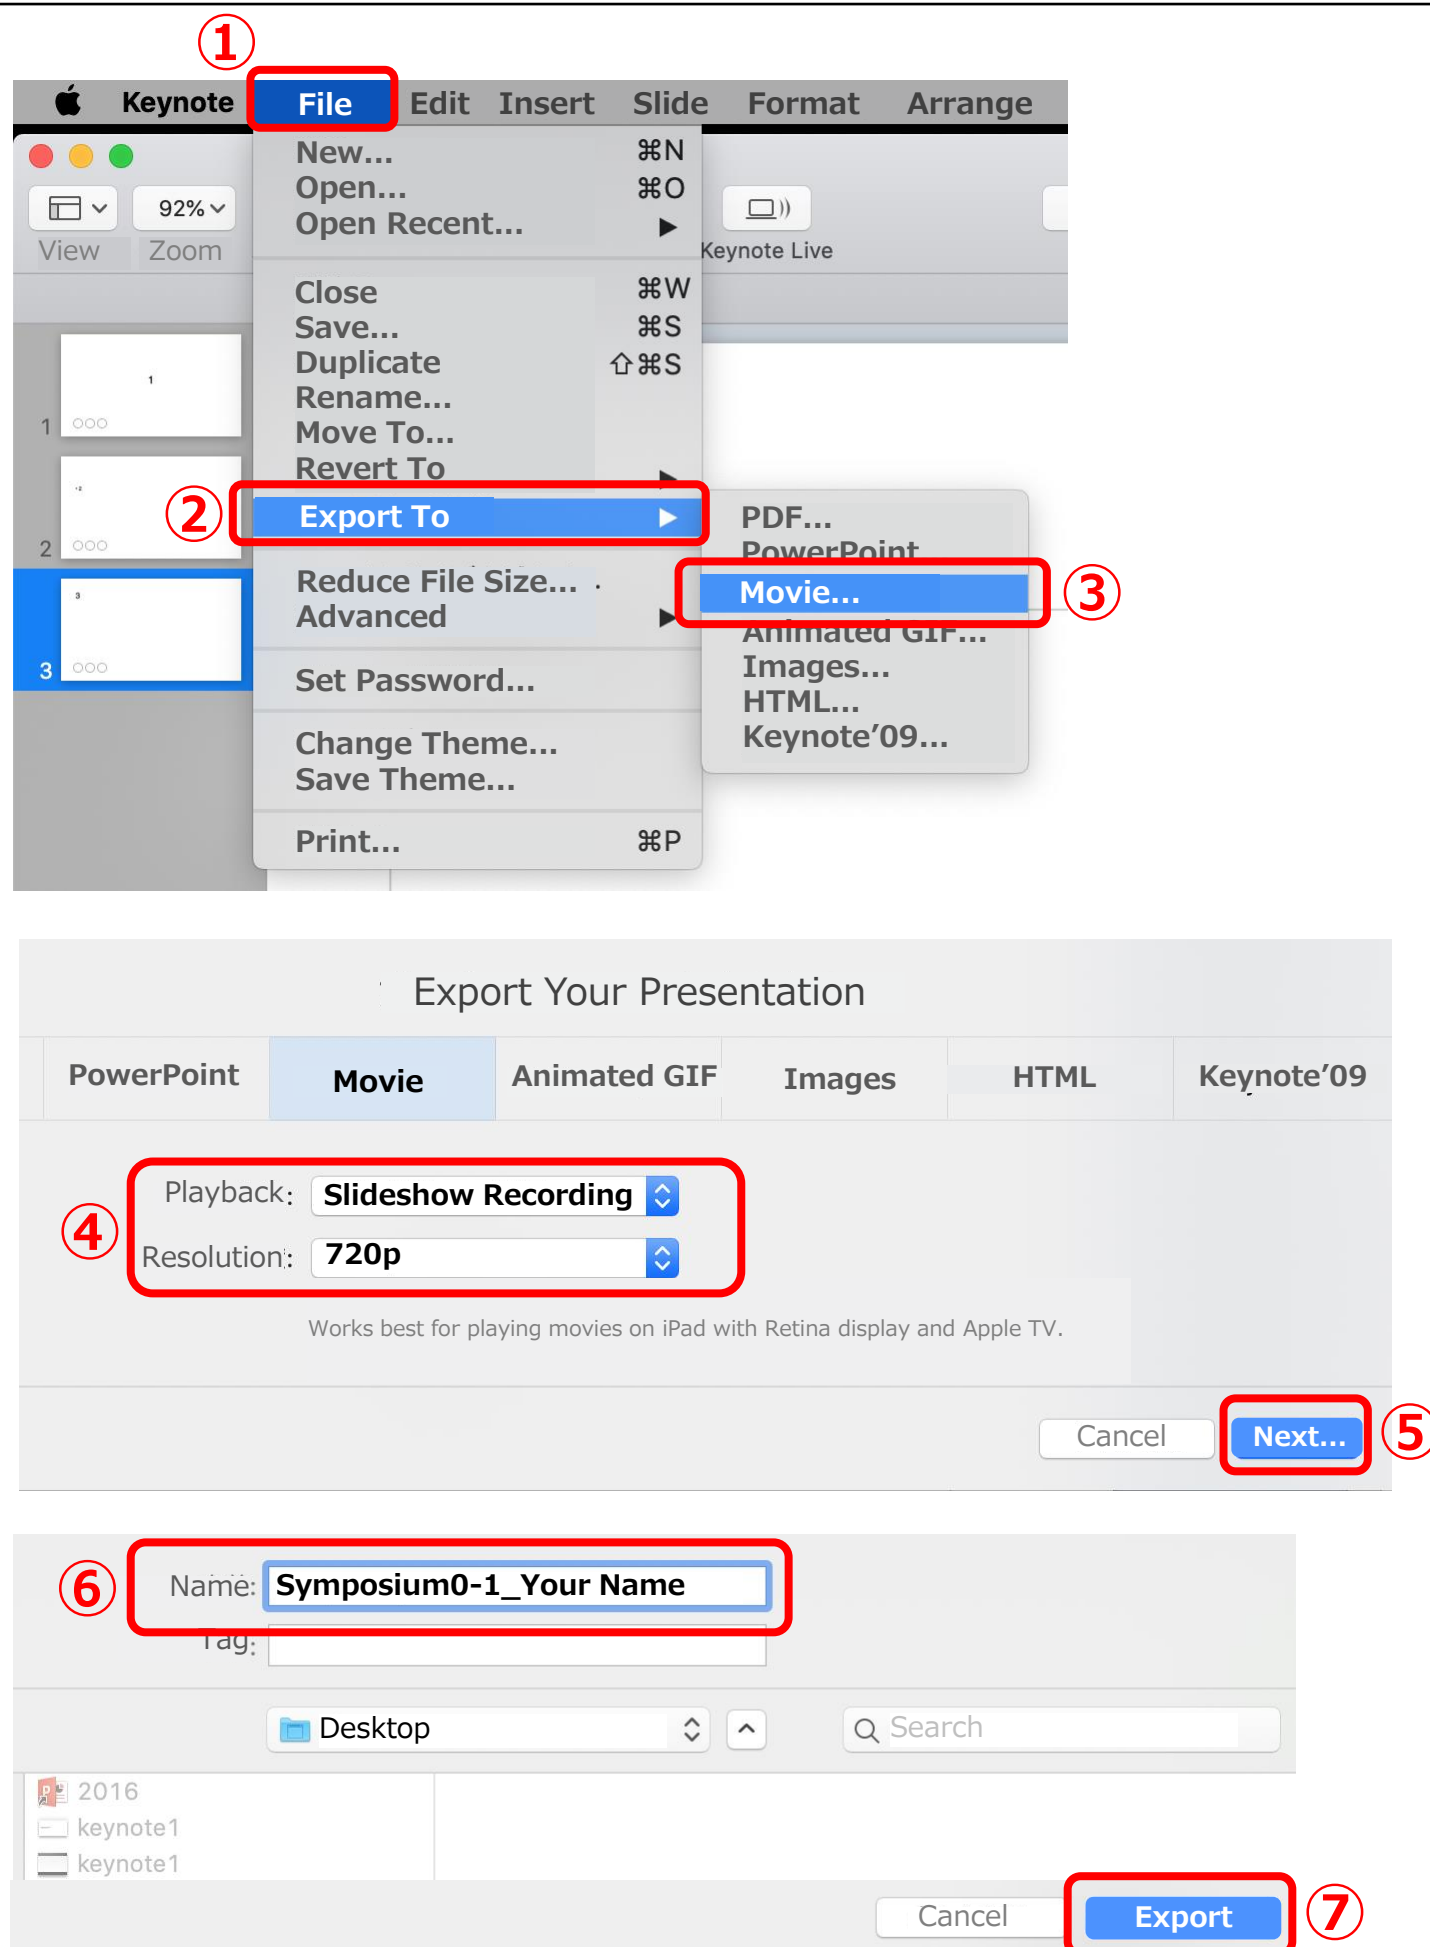 ①
Keynote File Edit Insert Slide Format Arrange
New... ⌘N
92%
Open... ⌘O
Open Recent... ▶
View Zoom
Keynote Live
Close ⌘W
Save... ⌘S
Duplicate ⇧⌘S
Rename...
Move To...
Revert To ▶
② Export To ▶
Reduce File Size...
Advanced ▶
Set Password...
Change Theme...
Save Theme...
Print... ⌘P
PDF...
PowerPoint
Movie... ③
Animated GIF...
Images...
HTML...
Keynote'09...
1
1
2
2
3
3
Export Your Presentation
PowerPoint Movie Animated GIF Images HTML Keynote'09
④
Playback: Slideshow Recording
Resolution: 720p
Works best for playing movies on iPad with Retina display and Apple TV.
Cancel Next... ⑤
⑥ Name: Symposium0-1_Your Name
Tag:
Desktop Search
2016
keynote1
keynote1
Cancel Export ⑦